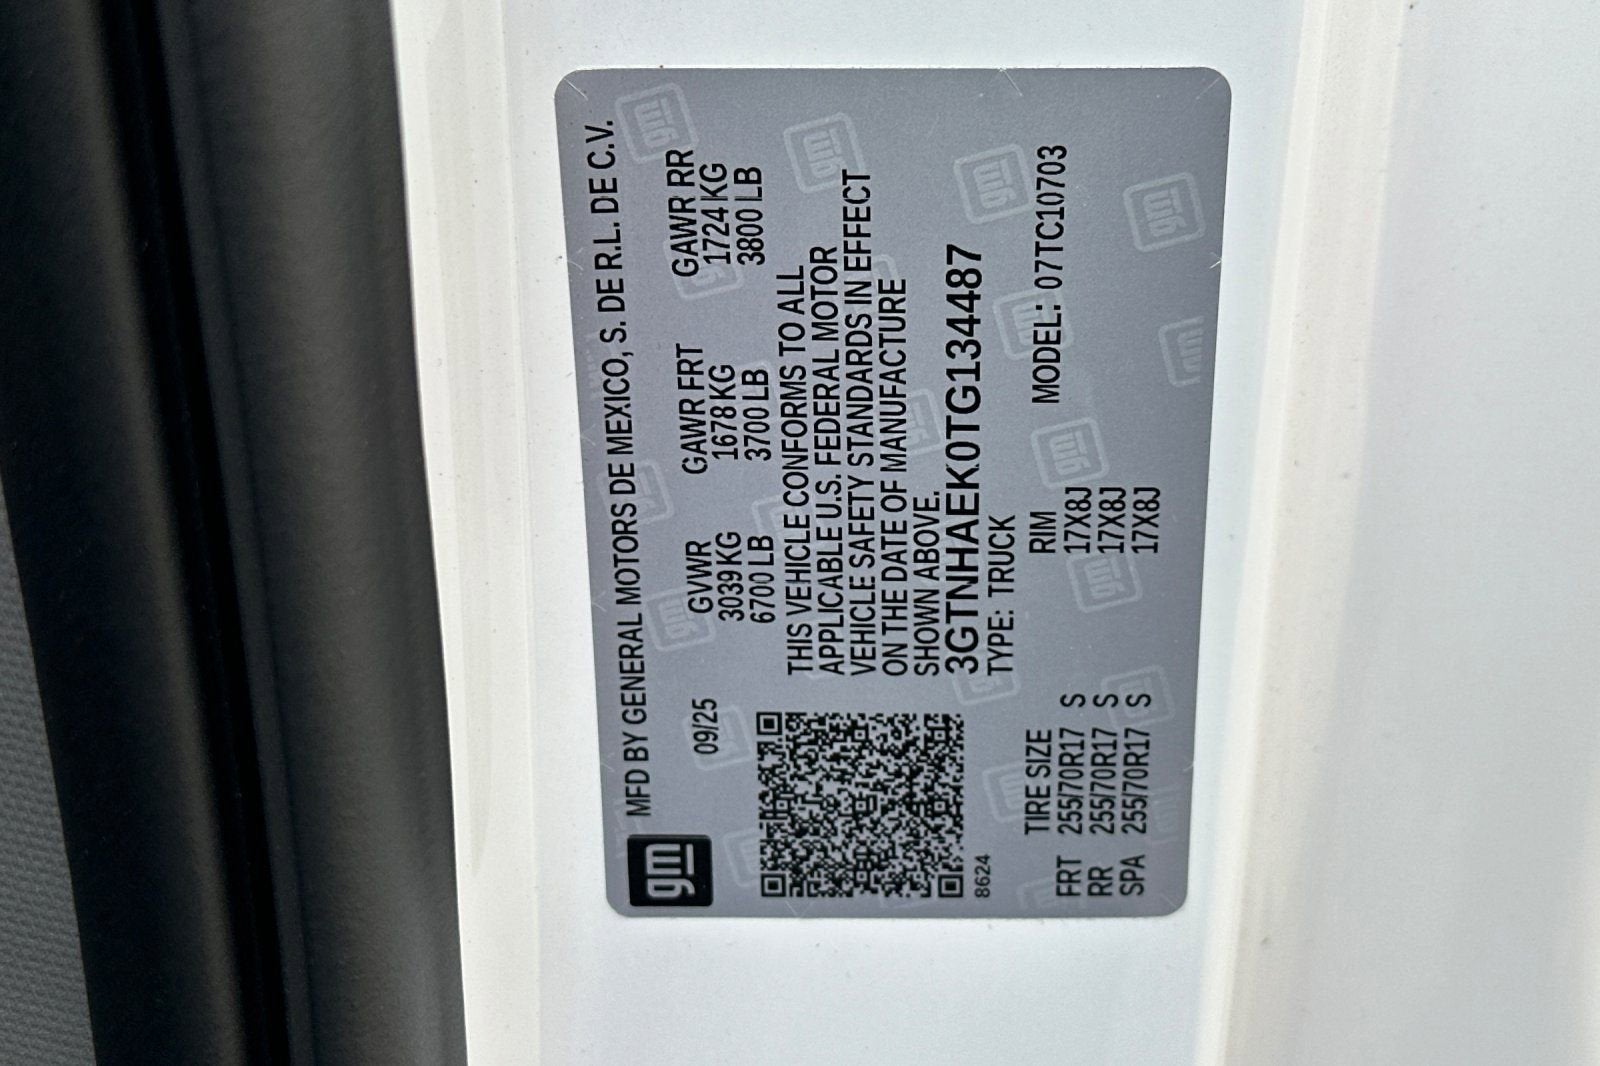 gm MFD BY GENERAL MOTORS DE MEXICO, S. DE R.L. DE C.V.
09/25 GVWR GAWR FRT GAWR RR
3039 KG 1678 KG 1724 KG
6700 LB 3700 LB 3800 LB
THIS VEHICLE CONFORMS TO ALL
APPLICABLE U.S. FEDERAL MOTOR
VEHICLE SAFETY STANDARDS IN EFFECT
ON THE DATE OF MANUFACTURE
SHOWN ABOVE.
3GTNHAEK0TG134487
8624 TYPE: TRUCK
MODEL: 07TC10703
TIRE SIZE RIM
FRT 255/70R17 S 17X8J
RR 255/70R17 S 17X8J
SPA 255/70R17 S 17X8J